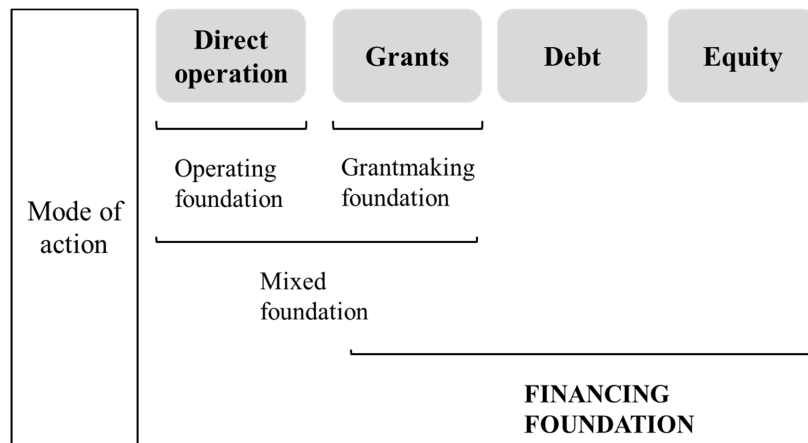 Direct
operation
Grants
Debt
Equity
Mode of
action
Operating
foundation
Grantmaking
foundation
Mixed
foundation
FINANCING
FOUNDATION